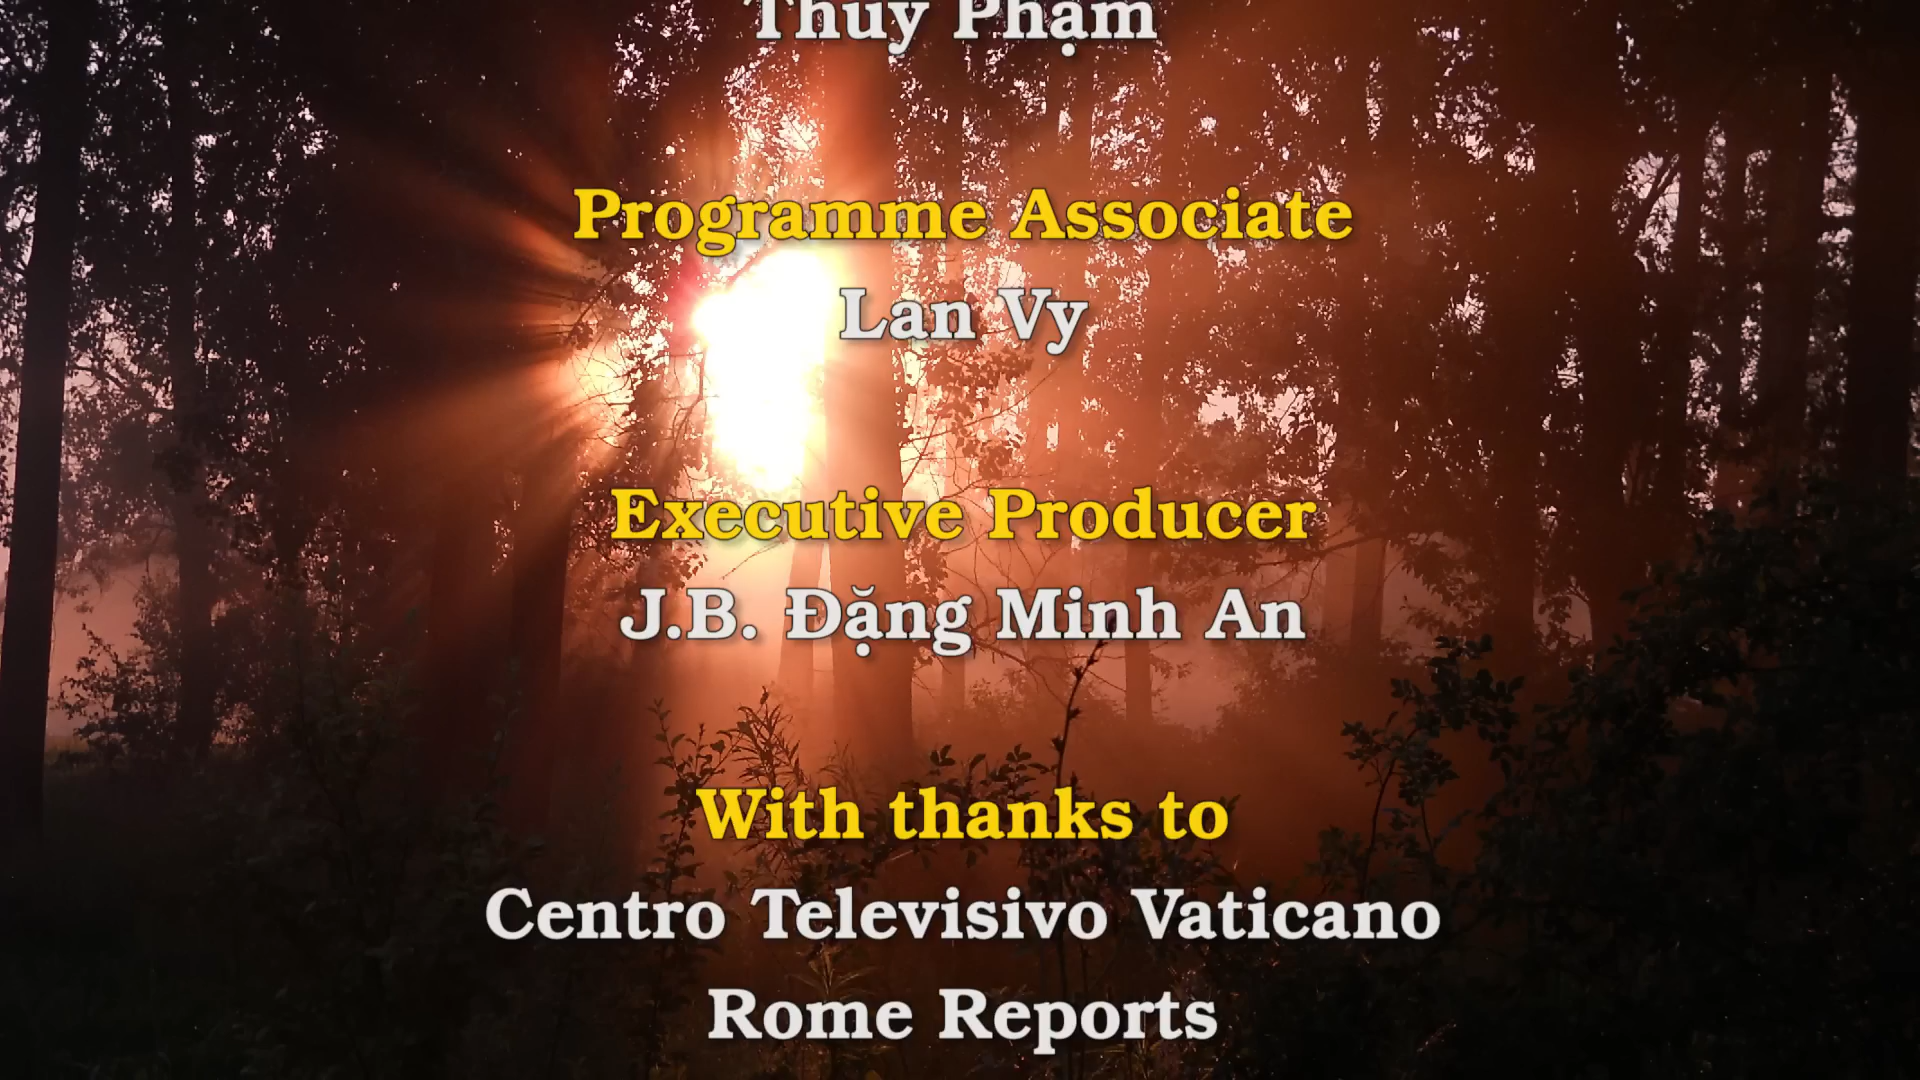 Thuy Phạm
Programme Associate
Lan Vy
Executive Producer
J.B. Đặng Minh An
With thanks to
Centro Televisivo Vaticano
Rome Reports